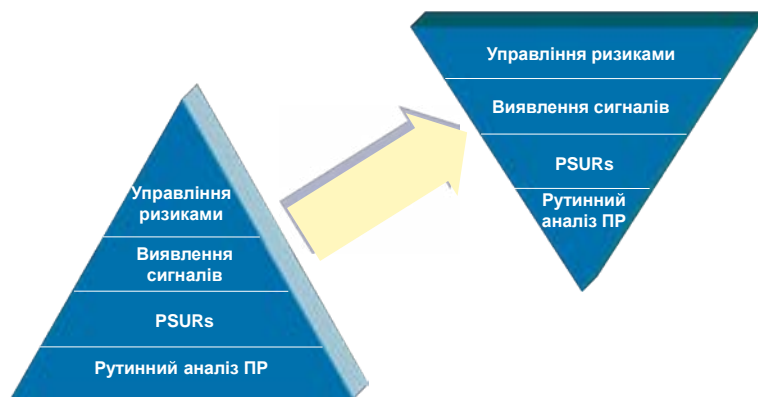 Управління
ризиками
Виявлення
сигналів
PSURs
Рутинний аналіз ПР
Управління ризиками
Виявлення сигналів
PSURs
Рутинний
аналіз ПР